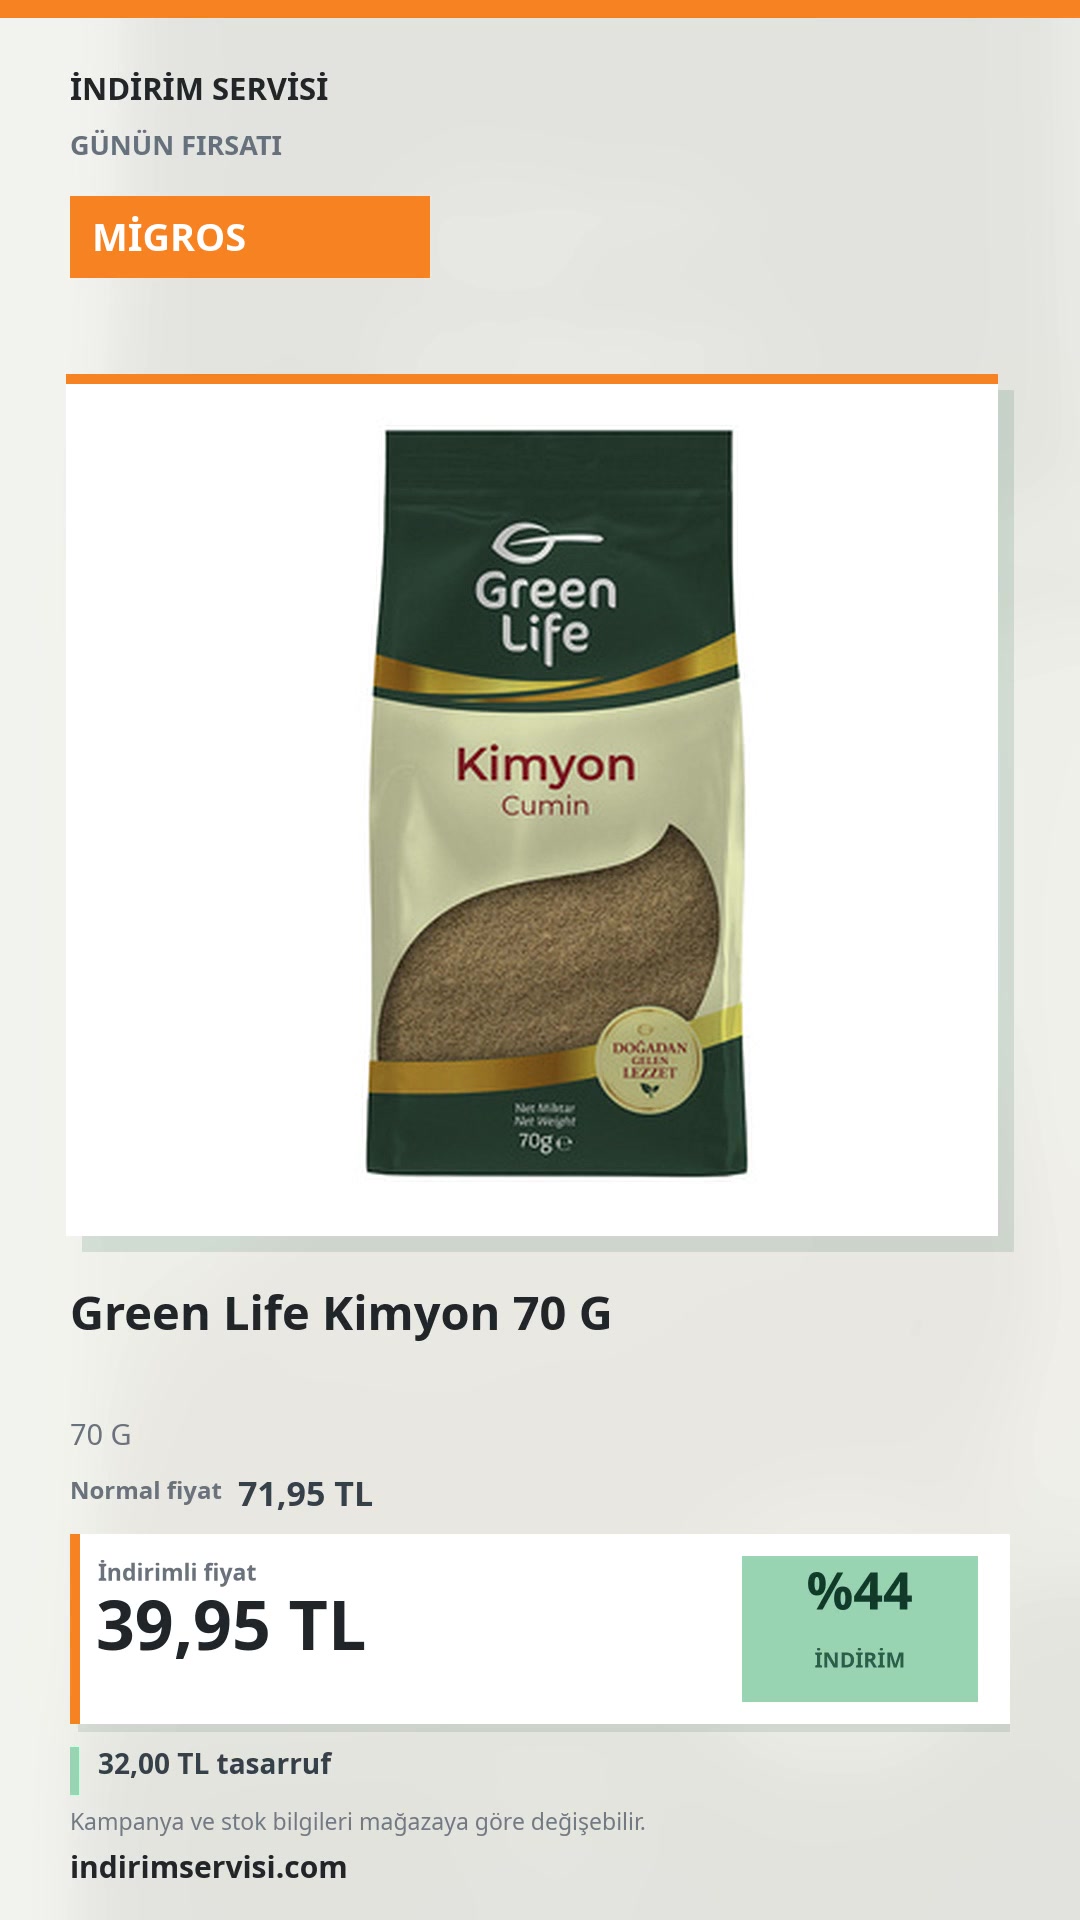 İNDİRİM SERVİSİ
GÜNÜN FIRSATI
MİGROS
Green
Life
Kimyon
Cumin
DOĞADAN
GELEN
LEZZET
Net Miktar
Net Weight
70g ℮
Green Life Kimyon 70 G
70 G
Normal fiyat 71,95 TL
İndirimli fiyat
39,95 TL
%44
İNDİRİM
32,00 TL tasarruf
Kampanya ve stok bilgileri mağazaya göre değişebilir.
indirimservisi.com